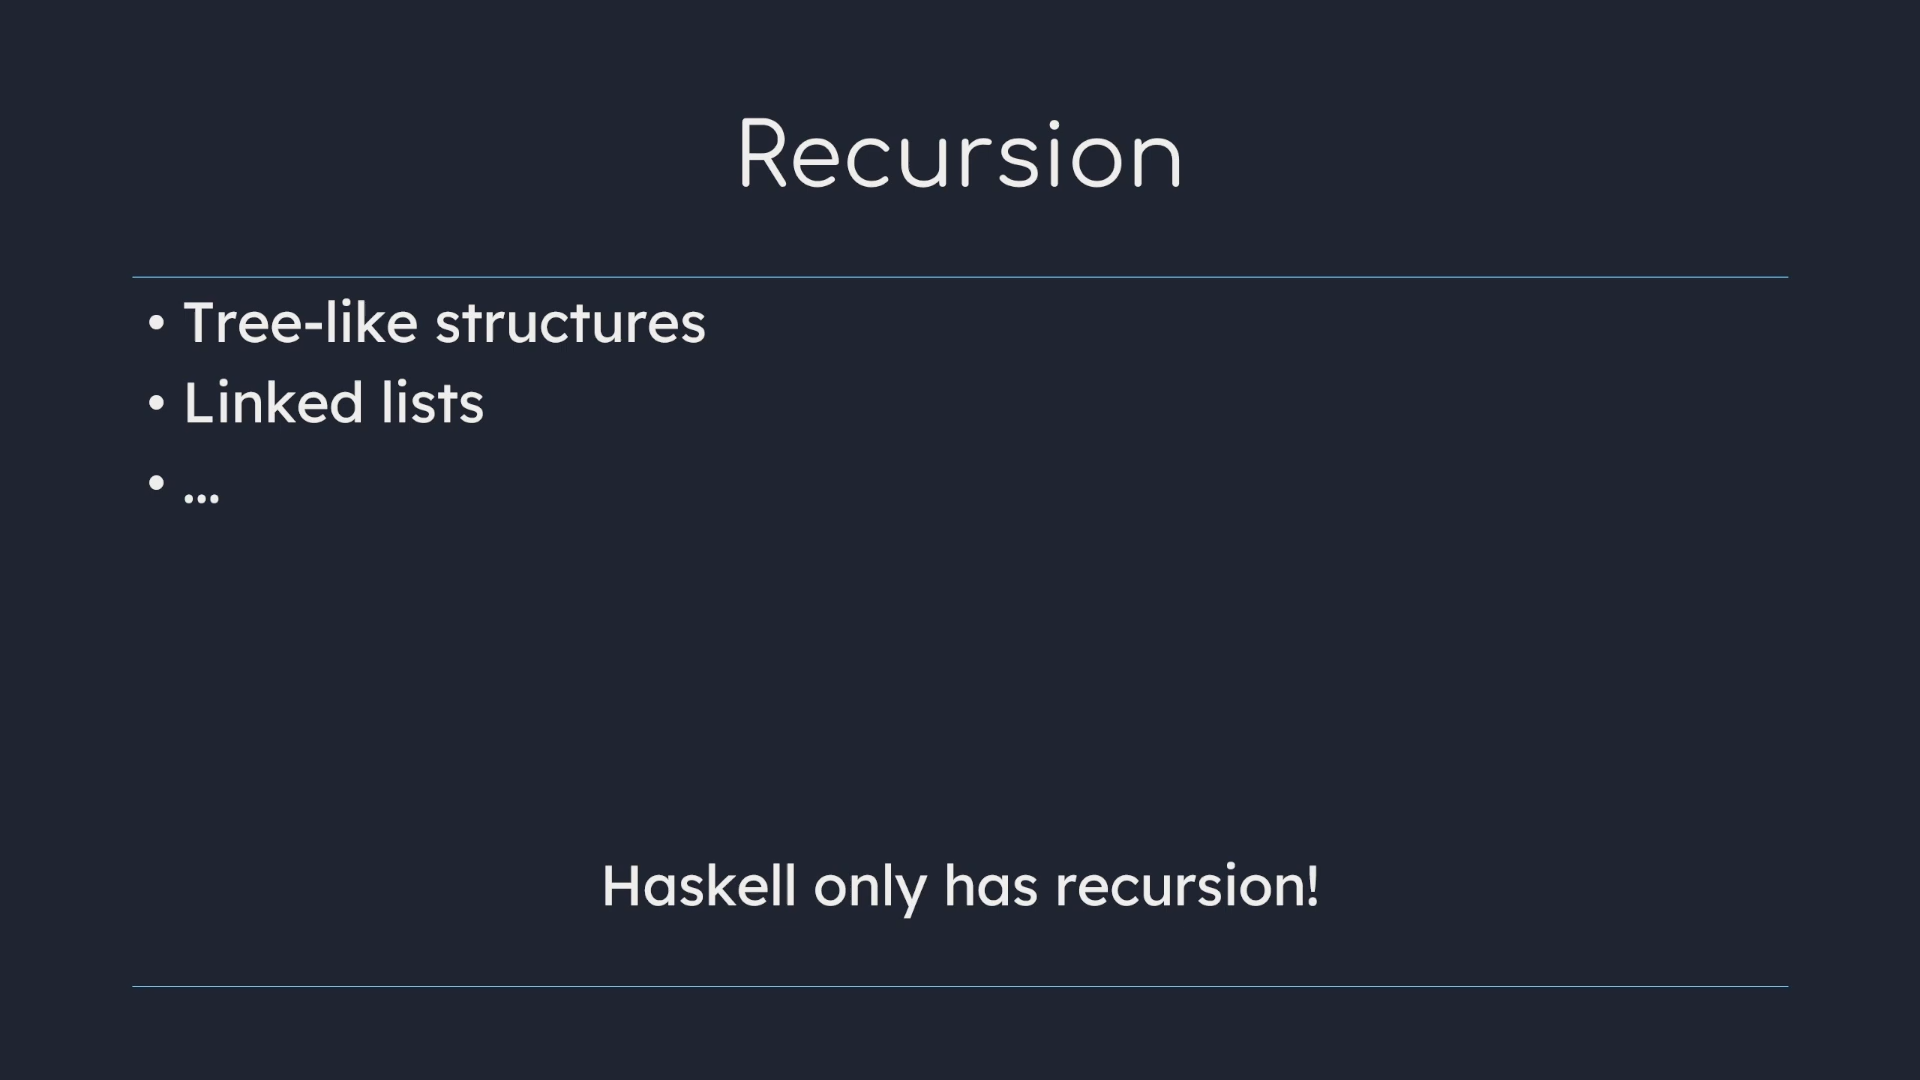 Recursion
• Tree-like structures
• Linked lists
• …
Haskell only has recursion!